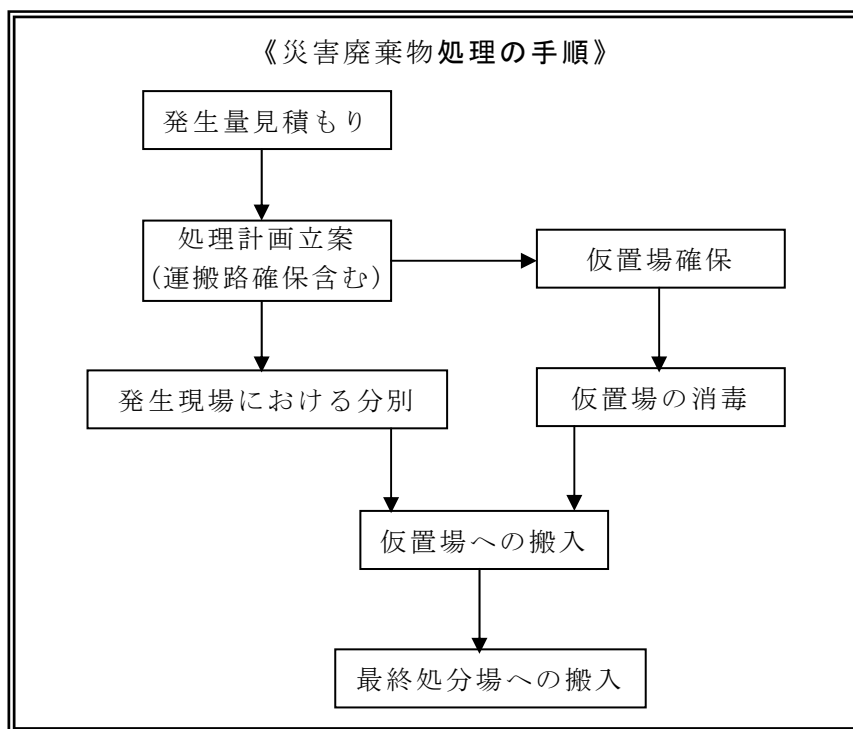 《災害廃棄物処理の手順》
発生量見積もり
処理計画立案
(運搬路確保含む)
仮置場確保
発生現場における分別
仮置場の消毒
仮置場への搬入
最終処分場への搬入